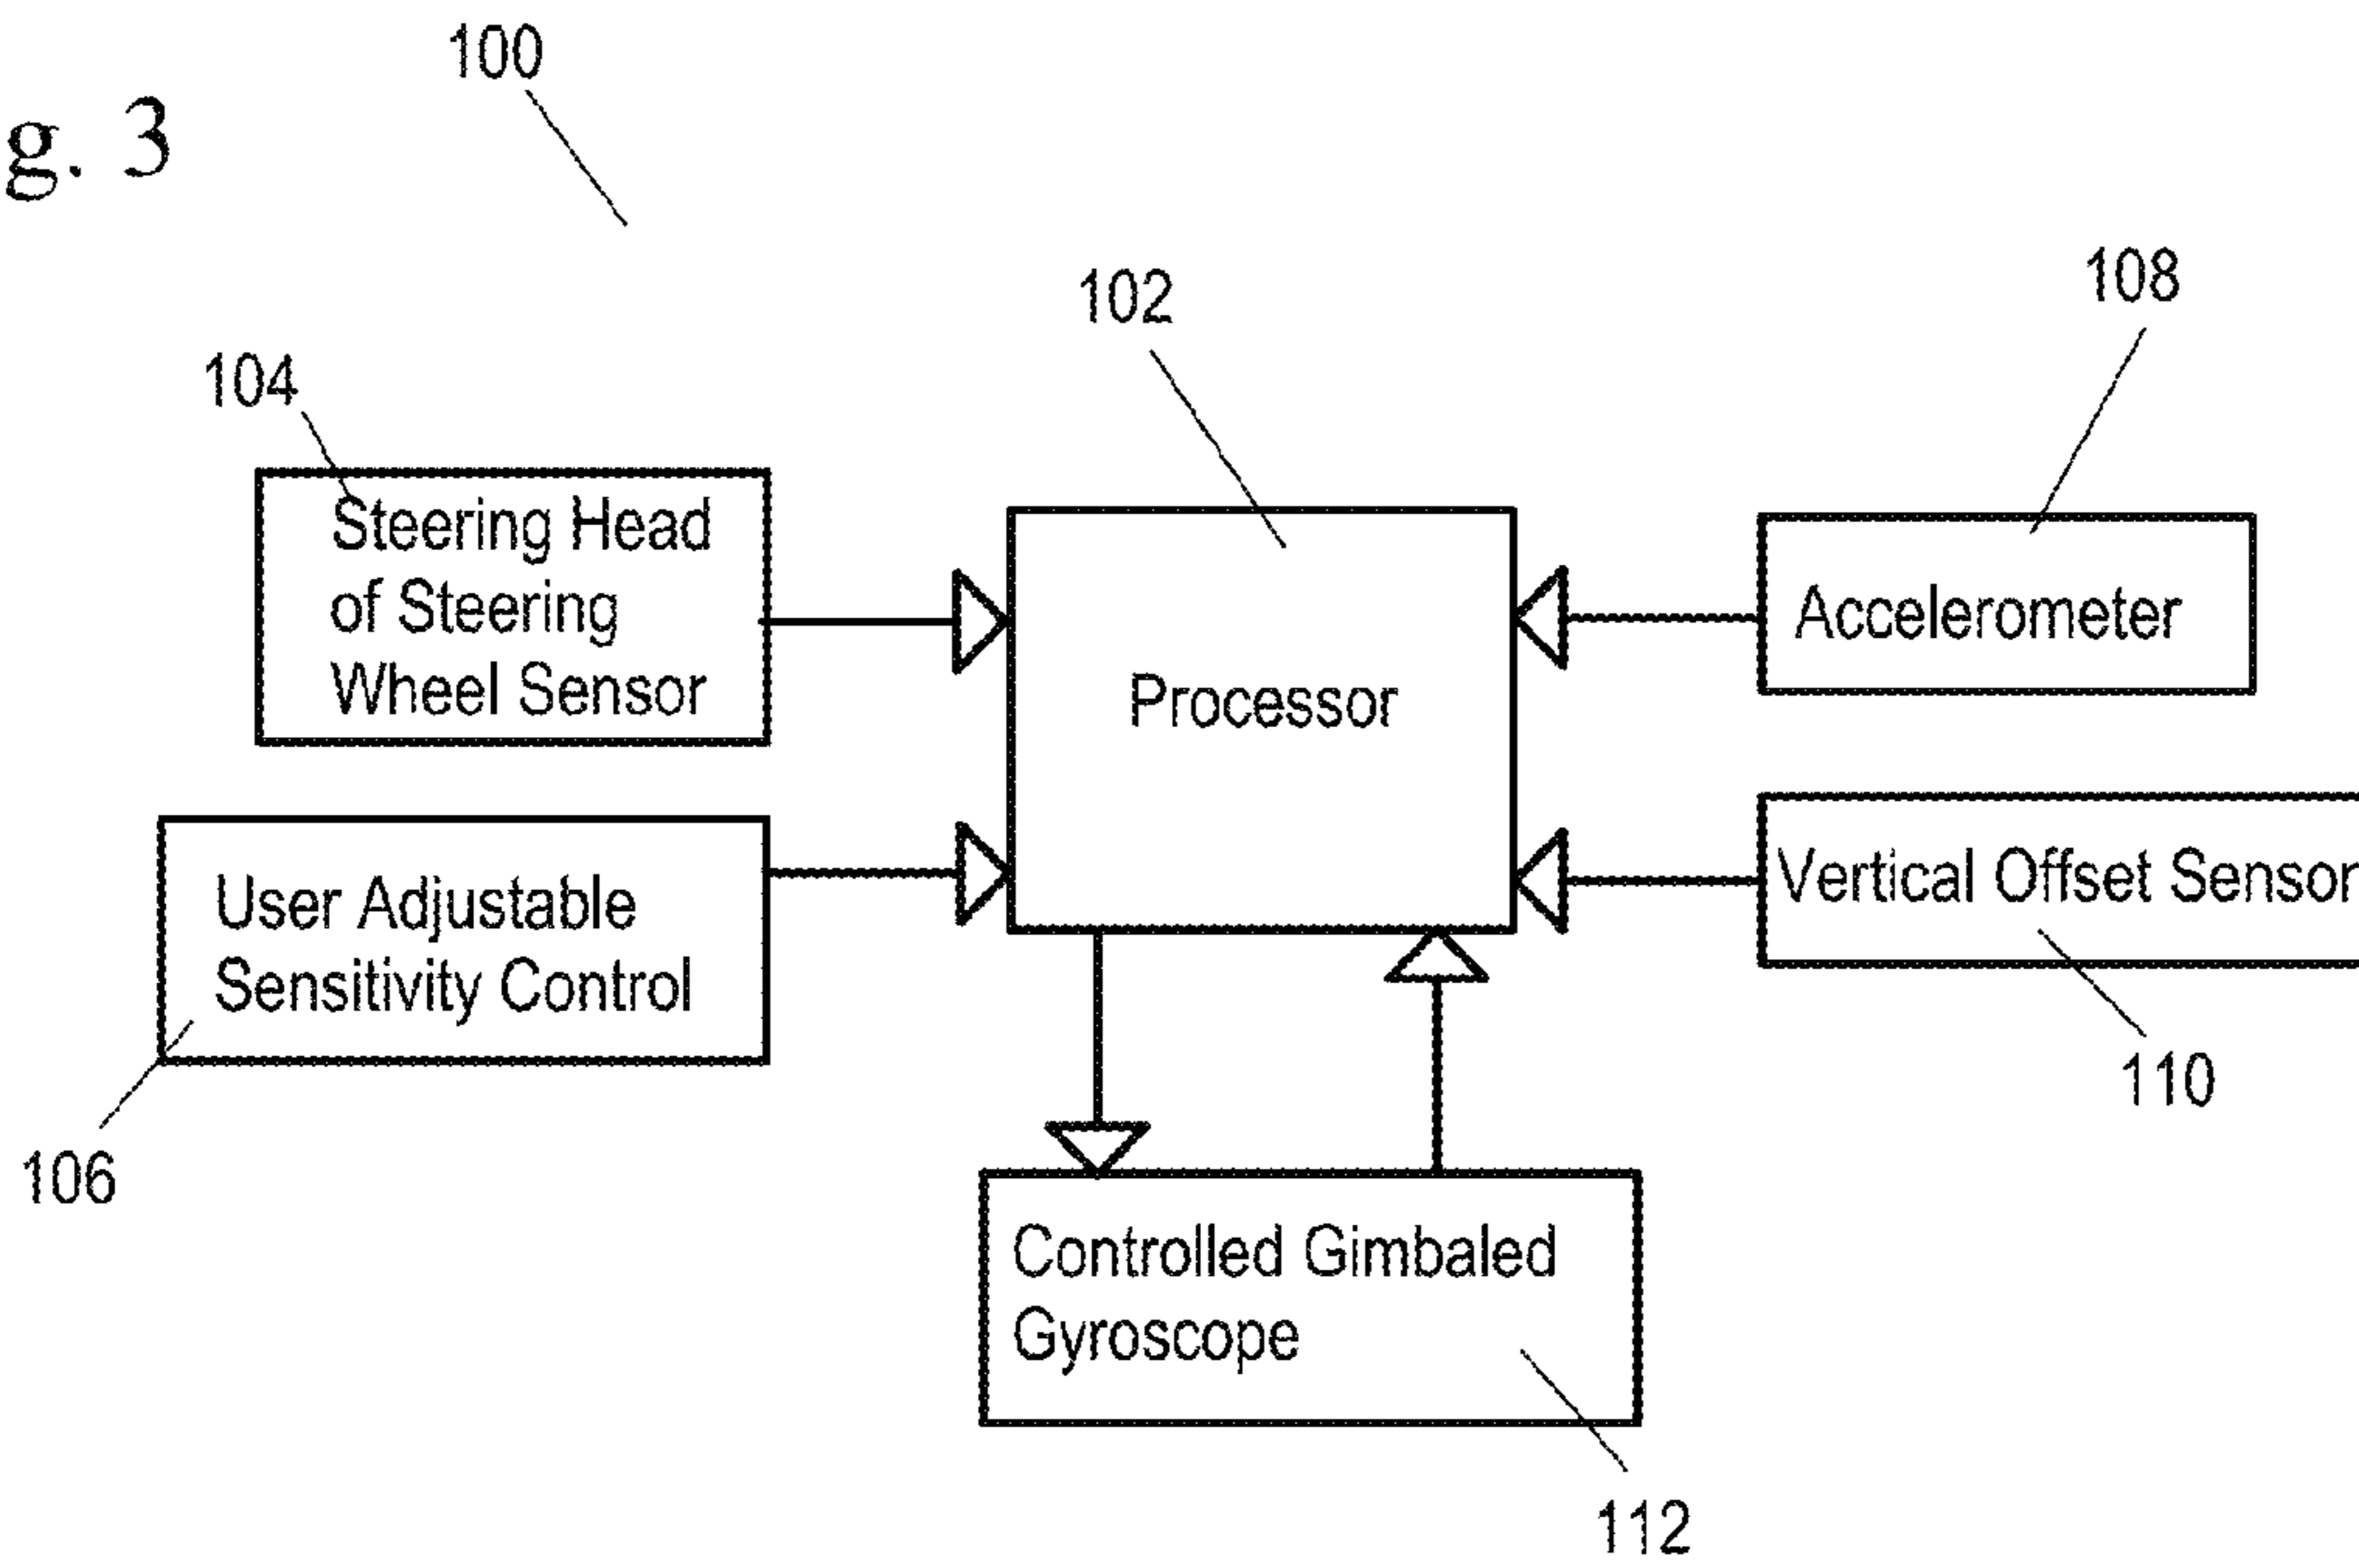 g. 3
100
102
108
104
Steering Head
of Steering
Wheel Sensor
Processor
Accelerometer
User Adjustable
Sensitivity Control
Vertical Offset Sensor
106
110
Controlled Gimbaled
Gyroscope
112